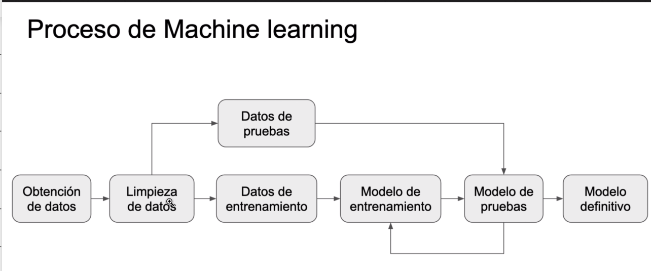 Proceso de Machine learning
Datos de
pruebas
Obtención
de datos
Limpieza
de datos
Datos de
entrenamiento
Modelo de
entrenamiento
Modelo de
pruebas
Modelo
definitivo